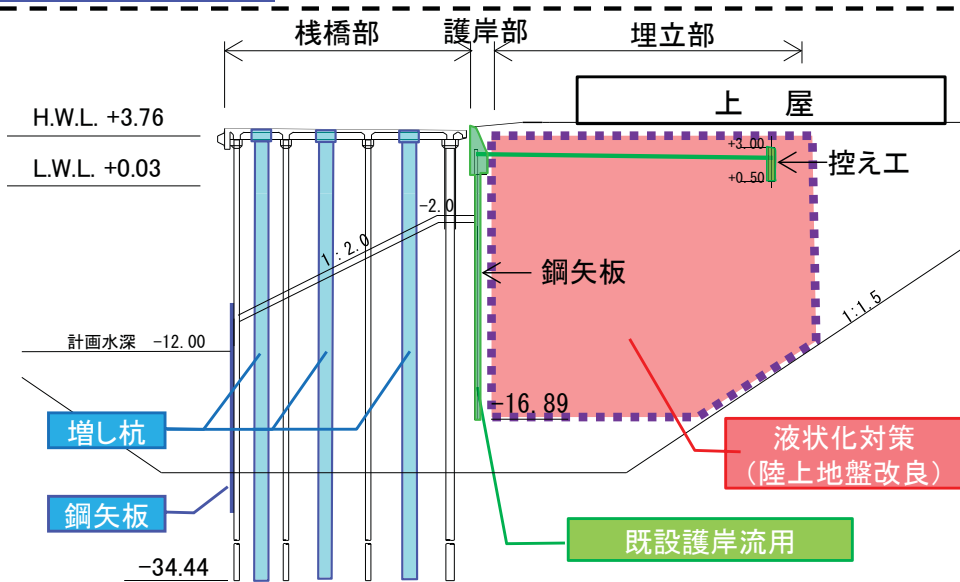 桟橋部
護岸部
埋立部
上屋
H.W.L. +3.76
L.W.L. +0.03
+3.00
+0.50
控え工
-2.0
1:2.0
鋼矢板
1:1.5
計画水深 -12.00
-16.89
増し杭
液状化対策
（陸上地盤改良）
鋼矢板
既設護岸流用
-34.44